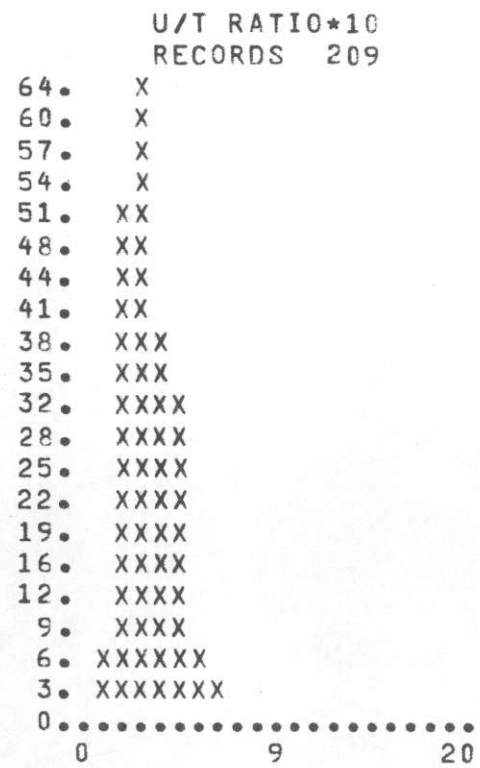 U/T RATIO*10
RECORDS 209
64. X
60. X
57. X
54. X
51. XX
48. XX
44. XX
41. XX
38. XXX
35. XXX
32. XXXX
28. XXXX
25. XXXX
22. XXXX
19. XXXX
16. XXXX
12. XXXX
9. XXXX
6. XXXXXX
3. XXXXXXX
0......................
0 9 20